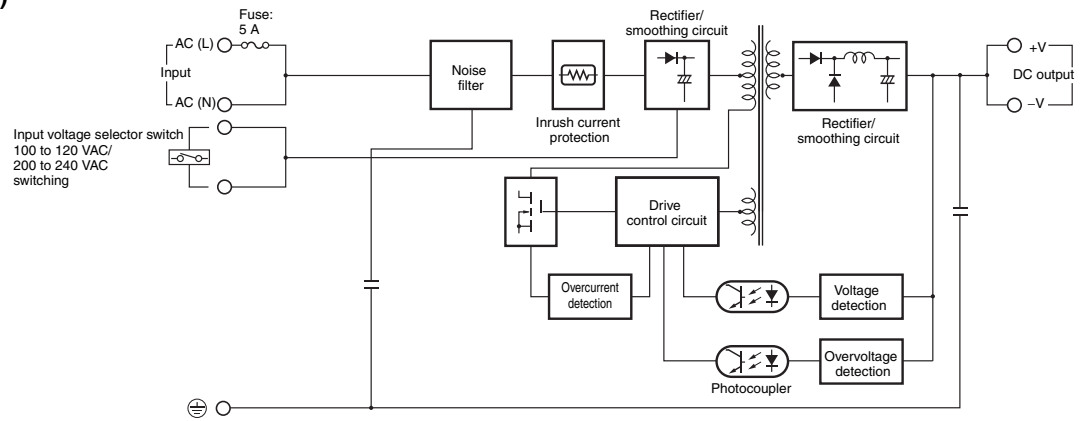 )
Fuse:
5 A
AC (L)
Input
AC (N)
Input voltage selector switch
100 to 120 VAC/
200 to 240 VAC
switching
Noise
filter
Inrush current
protection
Rectifier/
smoothing circuit
Rectifier/
smoothing circuit
+V
DC output
–V
Drive
control circuit
Overcurrent
detection
Voltage
detection
Overvoltage
detection
Photocoupler